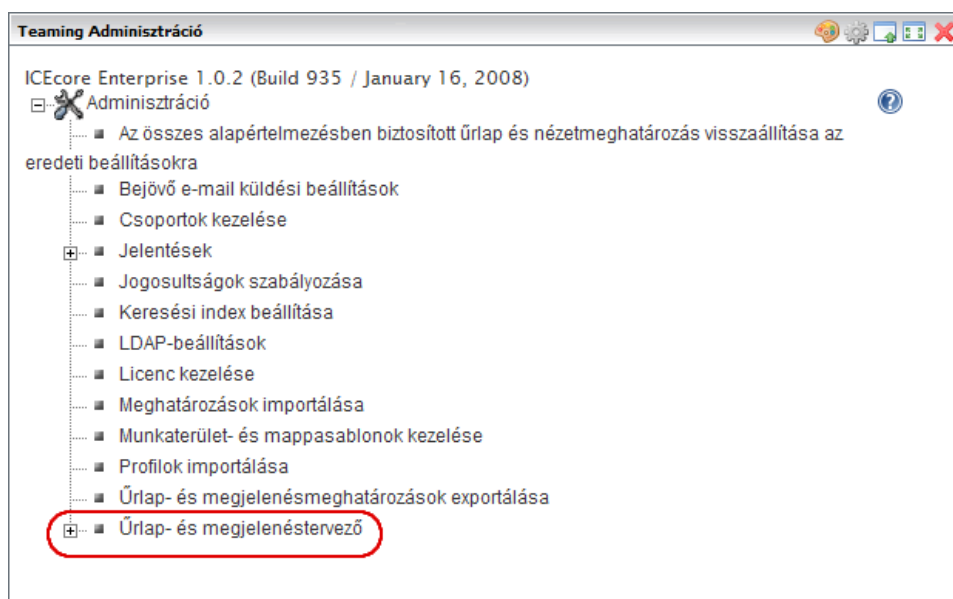 Teaming Adminisztráció
ICEcore Enterprise 1.0.2 (Build 935 / January 16, 2008)
Adminisztráció
Az összes alapértelmezésben biztosított űrlap és nézetmeghatározás visszaállítása az
eredeti beállításokra
Bejövő e-mail küldési beállítások
Csoportok kezelése
Jelentések
Jogosultságok szabályozása
Keresési index beállítása
LDAP-beállítások
Licenc kezelése
Meghatározások importálása
Munkaterület- és mappasablonok kezelése
Profilok importálása
Űrlap- és megjelenésmeghatározások exportálása
Űrlap- és megjelenéstervező